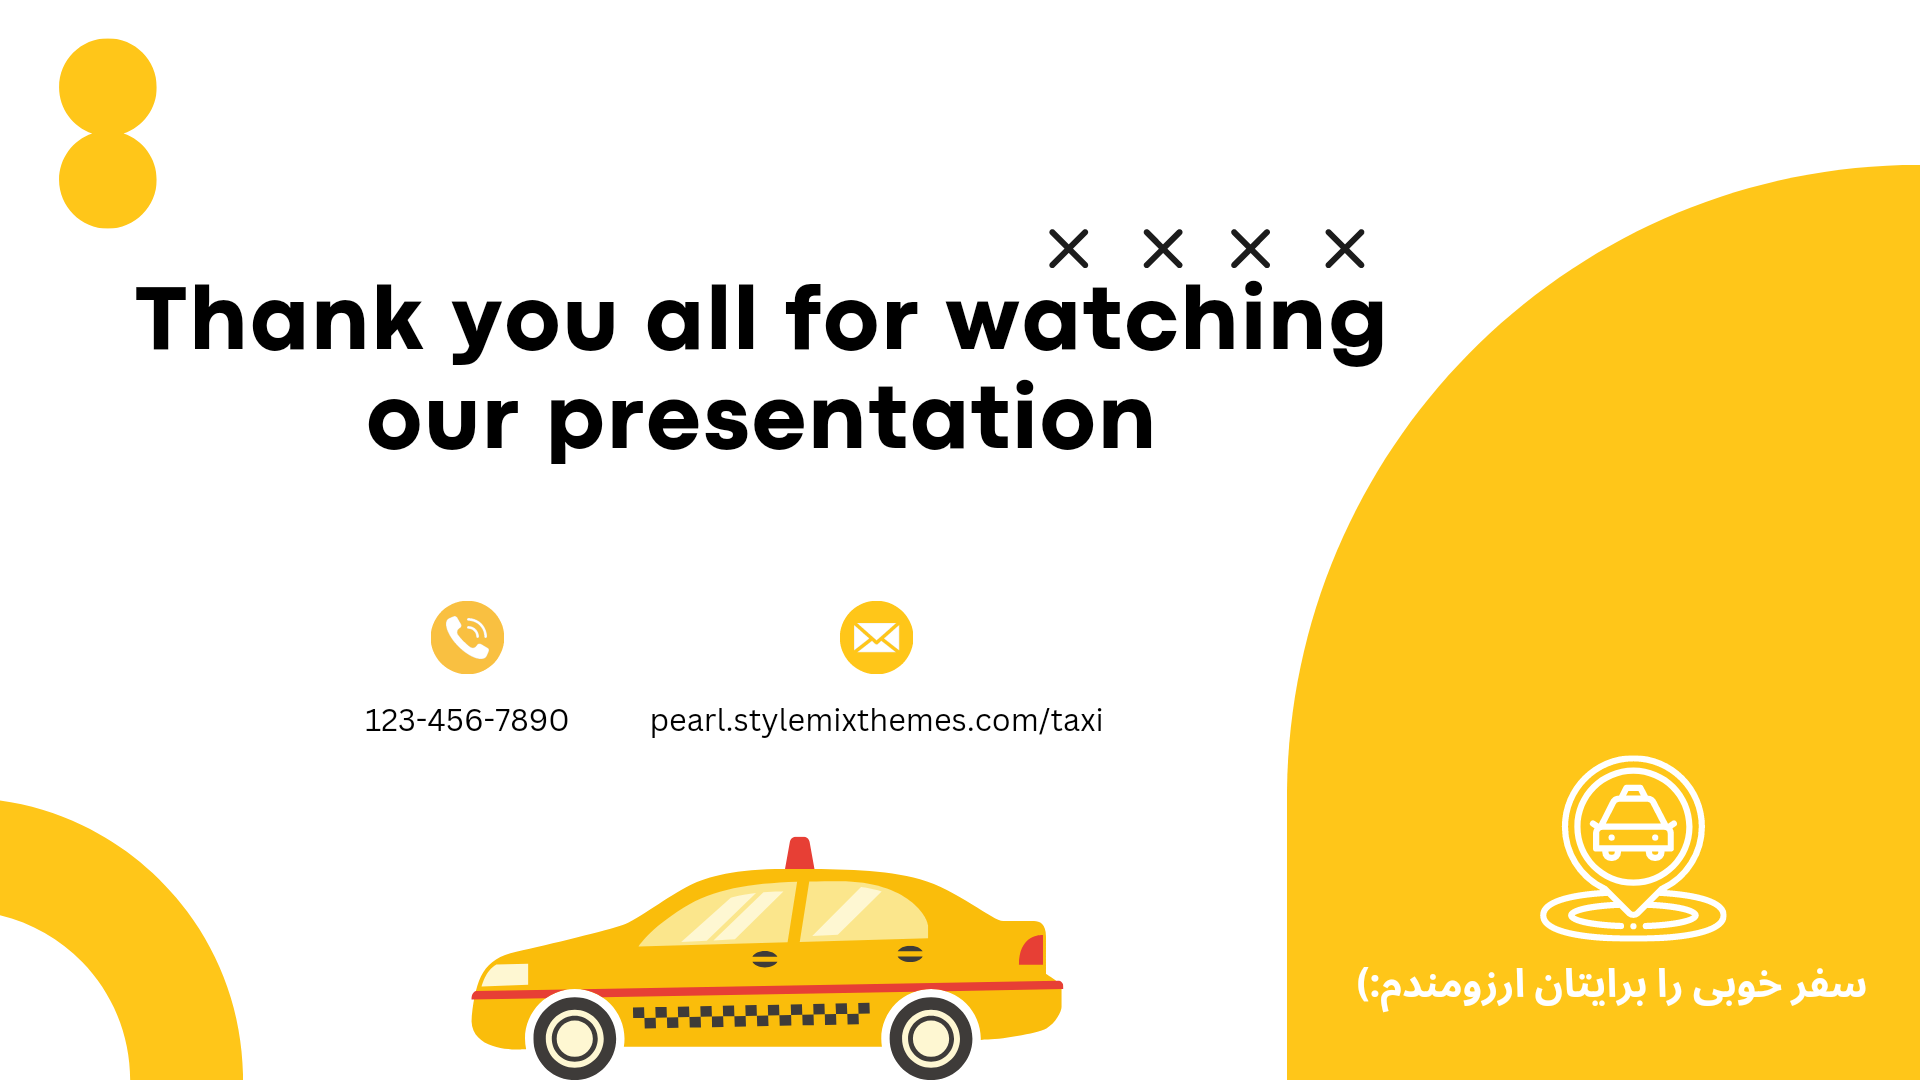 Thank you all for watching
our presentation
123-456-7890
pearl.stylemixthemes.com/taxi
سفر خوبی را برایتان ارزومندم:)